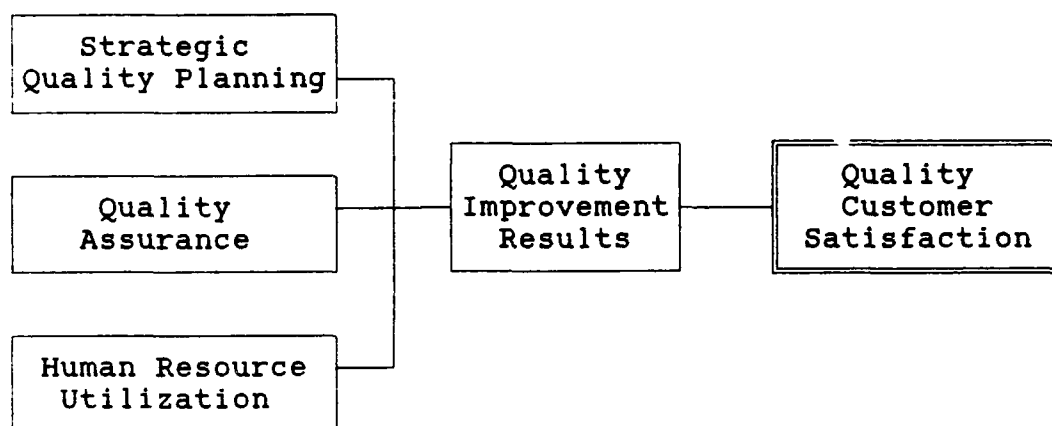 Strategic
Quality Planning
Quality
Assurance
Human Resource
Utilization
Quality
Improvement
Results
Quality
Customer
Satisfaction